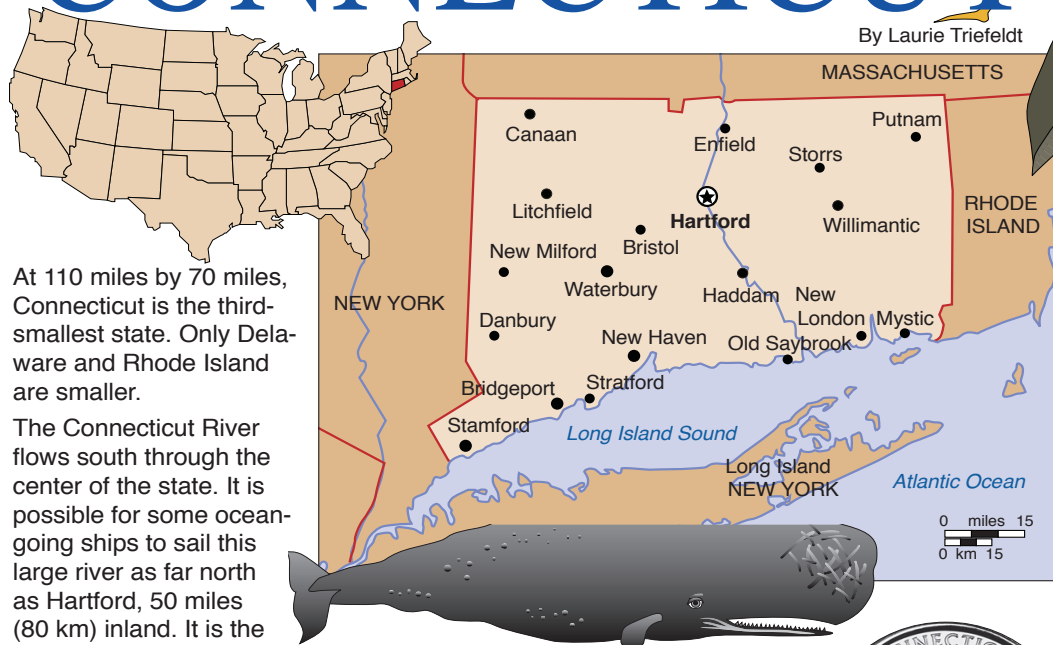 CONNECTICUT
By Laurie Triefeldt
MASSACHUSETTS
Canaan
Enfield
Putnam
Storrs
Litchfield
Hartford
Willimantic
RHODE
ISLAND
Bristol
New Milford
Waterbury
Haddam
New
London
Mystic
NEW YORK
Danbury
New Haven
Old Saybrook
Bridgeport
Stratford
Stamford
Long Island Sound
Long Island
NEW YORK
Atlantic Ocean
0 miles 15
0 km 15
At 110 miles by 70 miles,
Connecticut is the third-
smallest state. Only Dela-
ware and Rhode Island
are smaller.
The Connecticut River
flows south through the
center of the state. It is
possible for some ocean-
going ships to sail this
large river as far north
as Hartford, 50 miles
(80 km) inland. It is the